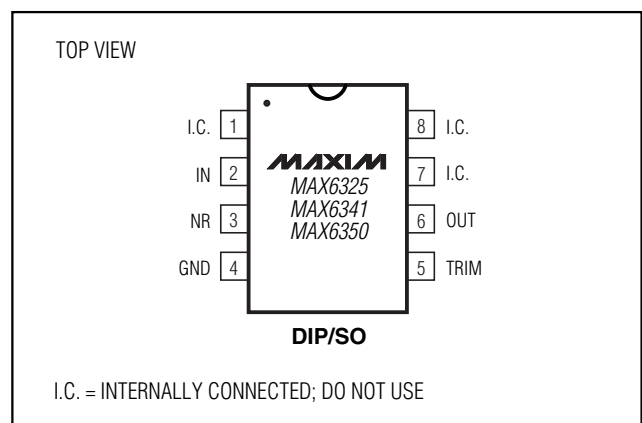 TOP VIEW
I.C. 1
IN 2
NR 3
GND 4
MAXIM
MAX6325
MAX6341
MAX6350
8 I.C.
7 I.C.
6 OUT
5 TRIM
DIP/SO
I.C. = INTERNALLY CONNECTED; DO NOT USE